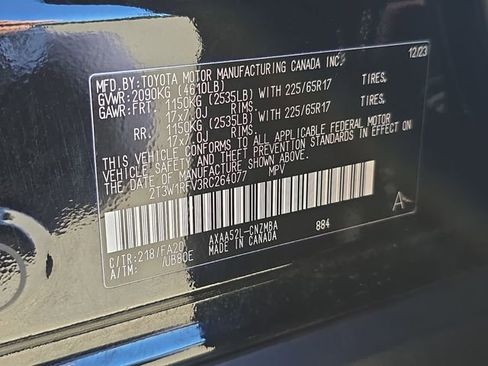 MFD.BY:TOYOTA MOTOR MANUFACTURING CANADA INC. 12/23
GVWR:2090KG (4610LB)
GAWR:FRT. 1150KG (2535LB) WITH 225/65R17 TIRES,
17x7.0J RIMS,
RR. 1150KG (2535LB) WITH 225/65R17 TIRES,
17x7.0J RIMS,
THIS VEHICLE CONFORMS TO ALL APPLICABLE FEDERAL MOTOR
VEHICLE SAFETY AND THEFT PREVENTION STANDARDS IN EFFECT ON
THE DATE OF MANUFACTURE SHOWN ABOVE.
2T3W1RFV3RC264077 MPV
C/TR:218/FA20 AXAA52L-CNZMBA 884
A/TM: /UB80E MADE IN CANADA
A